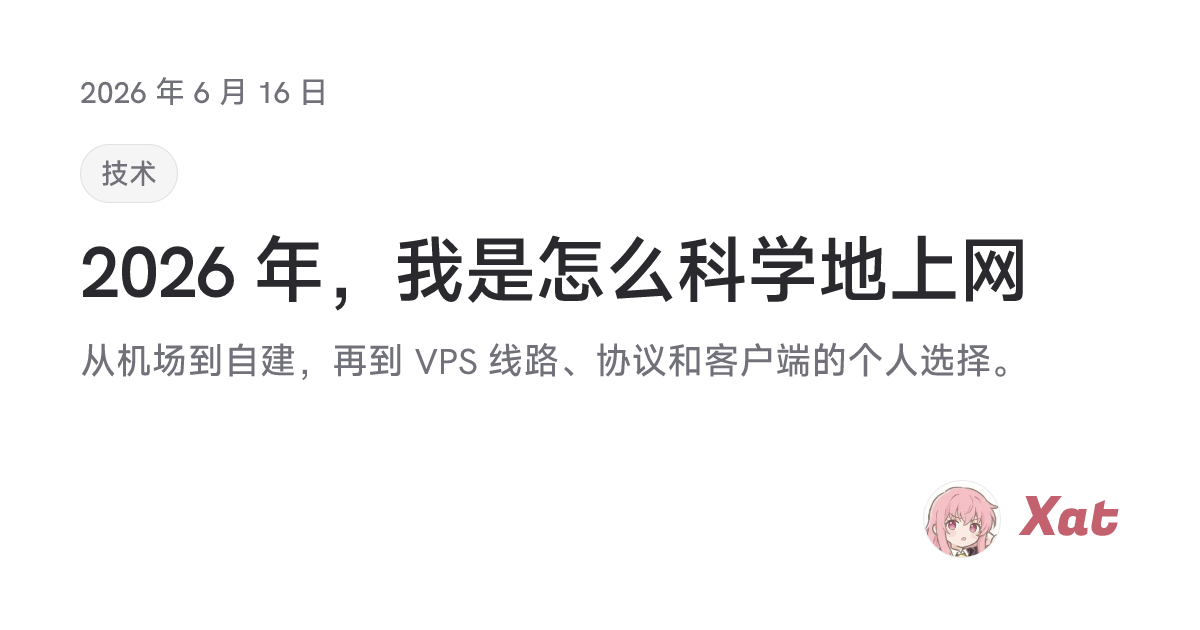 2026 年 6 月 16 日
技术
2026 年，我是怎么科学地上网
从机场到自建，再到 VPS 线路、协议和客户端的个人选择。
Xat